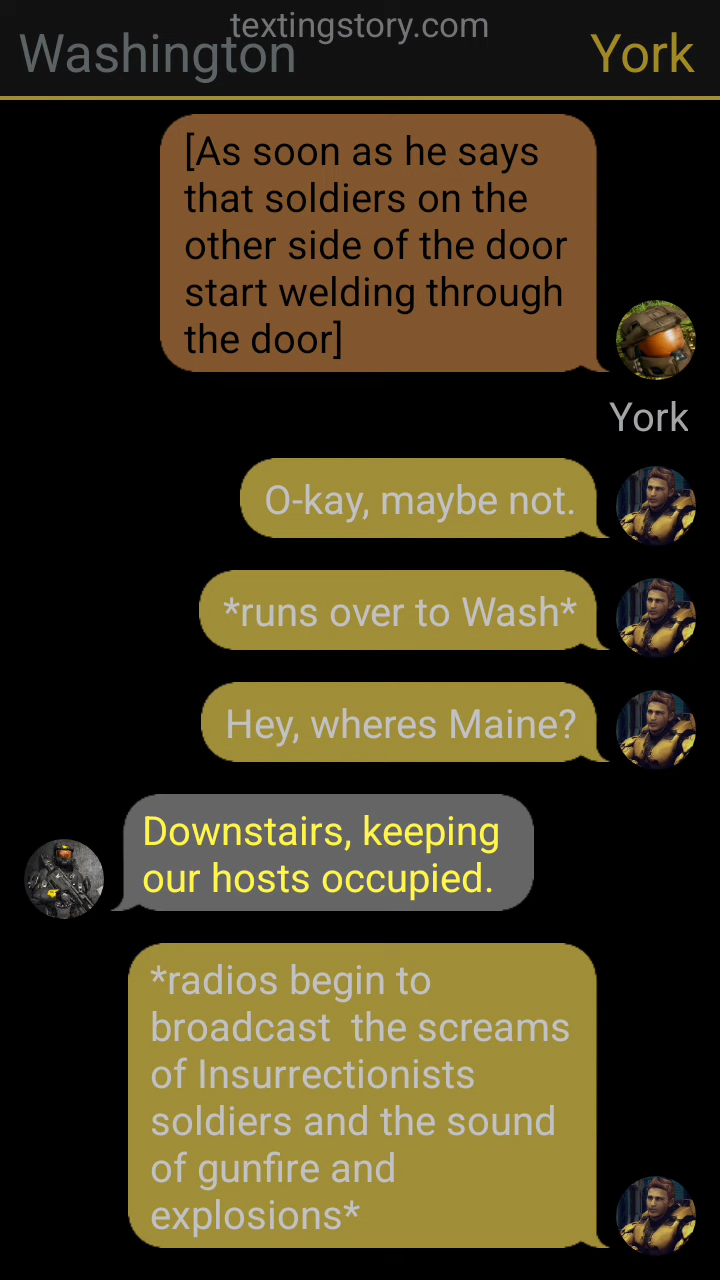 textingstory.com
Washington
York
[As soon as he says
that soldiers on the
other side of the door
start welding through
the door]
York
O-kay, maybe not.
*runs over to Wash*
Hey, wheres Maine?
Downstairs, keeping
our hosts occupied.
*radios begin to
broadcast  the screams
of Insurrectionists
soldiers and the sound
of gunfire and
explosions*